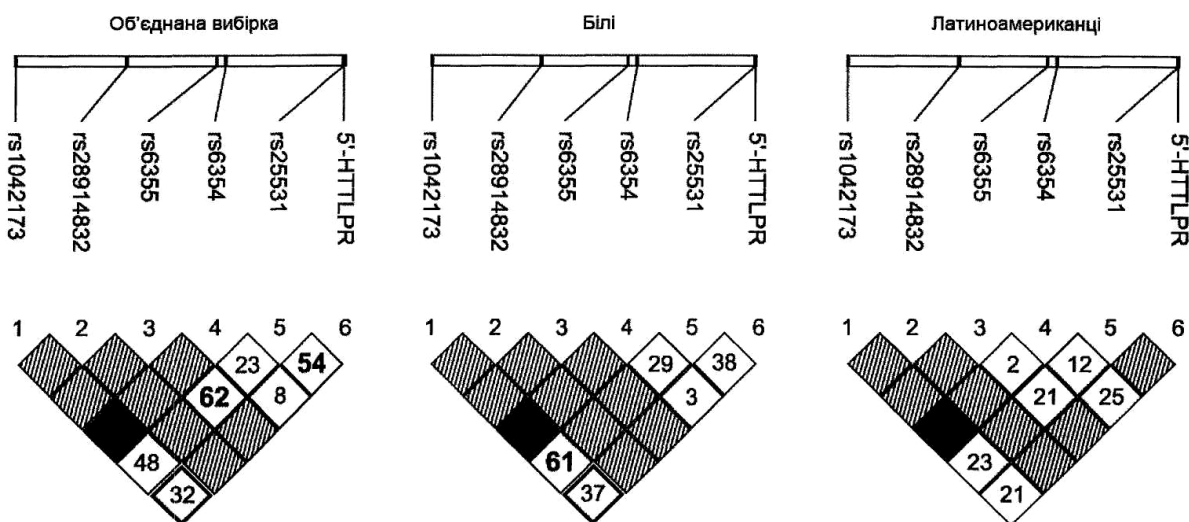 Об'єднана вибірка
rs1042173
rs28914832
rs6355
rs6354
rs25531
5'-HTTLPR
1 2 3 4 5 6
23 54
62 8
48
32
Білі
rs1042173
rs28914832
rs6355
rs6354
rs25531
5'-HTTLPR
1 2 3 4 5 6
29 38
3
61
37
Латиноамериканці
rs1042173
rs28914832
rs6355
rs6354
rs25531
5'-HTTLPR
1 2 3 4 5 6
2 12
21 25
23
21